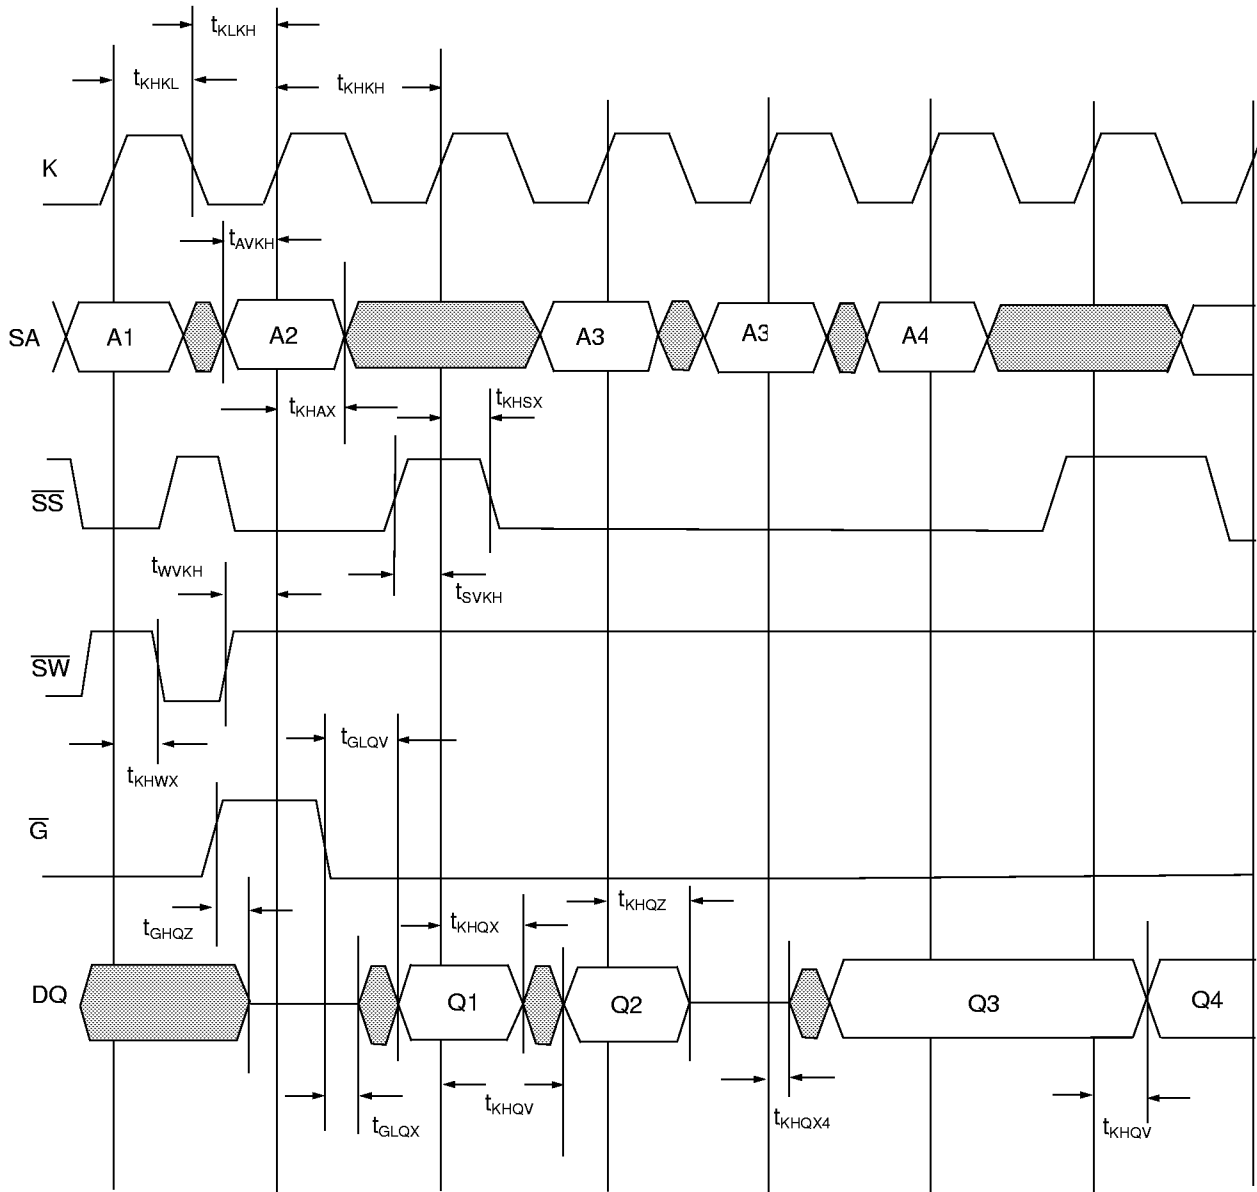 tKLKH
tKHKL
tKHKH
K
tAVKH
SA
A1
A2
A3
A3
A4
tKHAX
tKHSX
SS
tWVKH
tSVKH
SW
tGLQV
tKHWX
G
tKHQX
tKHQZ
tGHQZ
DQ
Q1
Q2
Q3
Q4
tGLQX
tKHQV
tKHQX4
tKHQV